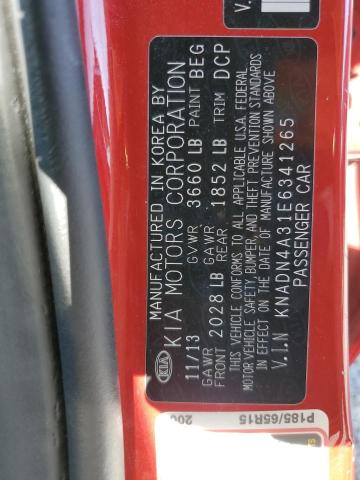 MANUFACTURED IN KOREA BY
KIA KIA MOTORS CORPORATION
11/13 GVWR 3660 LB PAINT BEG
GAWR FRONT 2028 LB GAWR REAR 1852 LB TRIM DCP
THIS VEHICLE CONFORMS TO ALL APPLICABLE U.S.A. FEDERAL
MOTOR VEHICLE SAFETY, BUMPER, AND THEFT PREVENTION STANDARDS
IN EFFECT ON THE DATE OF MANUFACTURE SHOWN ABOVE
V.I.N KNADN4A31E6341265
PASSENGER CAR
P185/65R15
V.